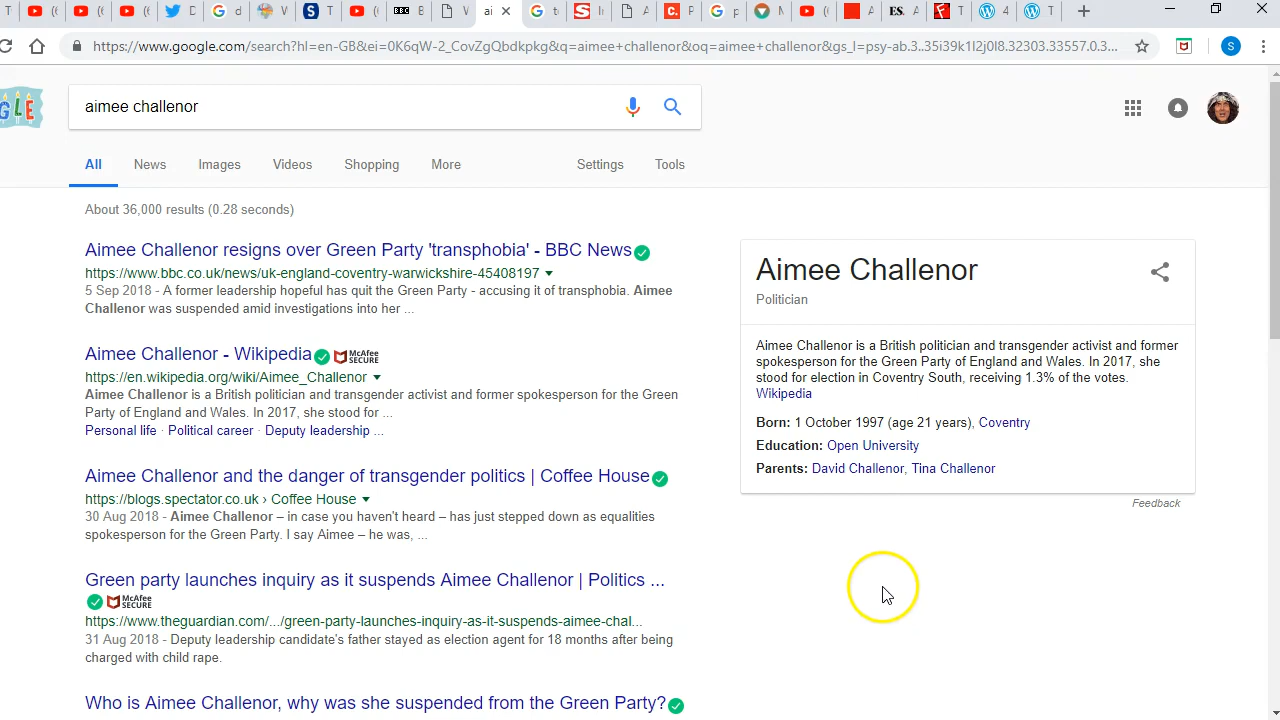 T (6 (6 (6 D G d W S T (6 BBC B W ai G t S Ir A C. P G p M (6 A ES. A T 4 T
https://www.google.com/search?hl=en-GB&ei=0K6qW-2_CovZgQbdkpkg&q=aimee+challenor&oq=aimee+challenor&gs_l=psy-ab.3..35i39k1l2j0l8.32303.33557.0.3...
S
GLE
aimee challenor
All News Images Videos Shopping More Settings Tools
About 36,000 results (0.28 seconds)
Aimee Challenor resigns over Green Party 'transphobia' - BBC News
https://www.bbc.co.uk/news/uk-england-coventry-warwickshire-45408197
5 Sep 2018 - A former leadership hopeful has quit the Green Party - accusing it of transphobia. Aimee
Challenor was suspended amid investigations into her ...
Aimee Challenor - Wikipedia McAfee SECURE
https://en.wikipedia.org/wiki/Aimee_Challenor
Aimee Challenor is a British politician and transgender activist and former spokesperson for the Green
Party of England and Wales. In 2017, she stood for ...
Personal life · Political career · Deputy leadership ...
Aimee Challenor and the danger of transgender politics | Coffee House
https://blogs.spectator.co.uk › Coffee House
30 Aug 2018 - Aimee Challenor – in case you haven't heard – has just stepped down as equalities
spokesperson for the Green Party. I say Aimee – he was, ...
Green party launches inquiry as it suspends Aimee Challenor | Politics ...
McAfee SECURE
https://www.theguardian.com/.../green-party-launches-inquiry-as-it-suspends-aimee-chal...
31 Aug 2018 - Deputy leadership candidate's father stayed as election agent for 18 months after being
charged with child rape.
Who is Aimee Challenor, why was she suspended from the Green Party?
Aimee Challenor
Politician
Aimee Challenor is a British politician and transgender activist and former
spokesperson for the Green Party of England and Wales. In 2017, she
stood for election in Coventry South, receiving 1.3% of the votes.
Wikipedia
Born: 1 October 1997 (age 21 years), Coventry
Education: Open University
Parents: David Challenor, Tina Challenor
Feedback